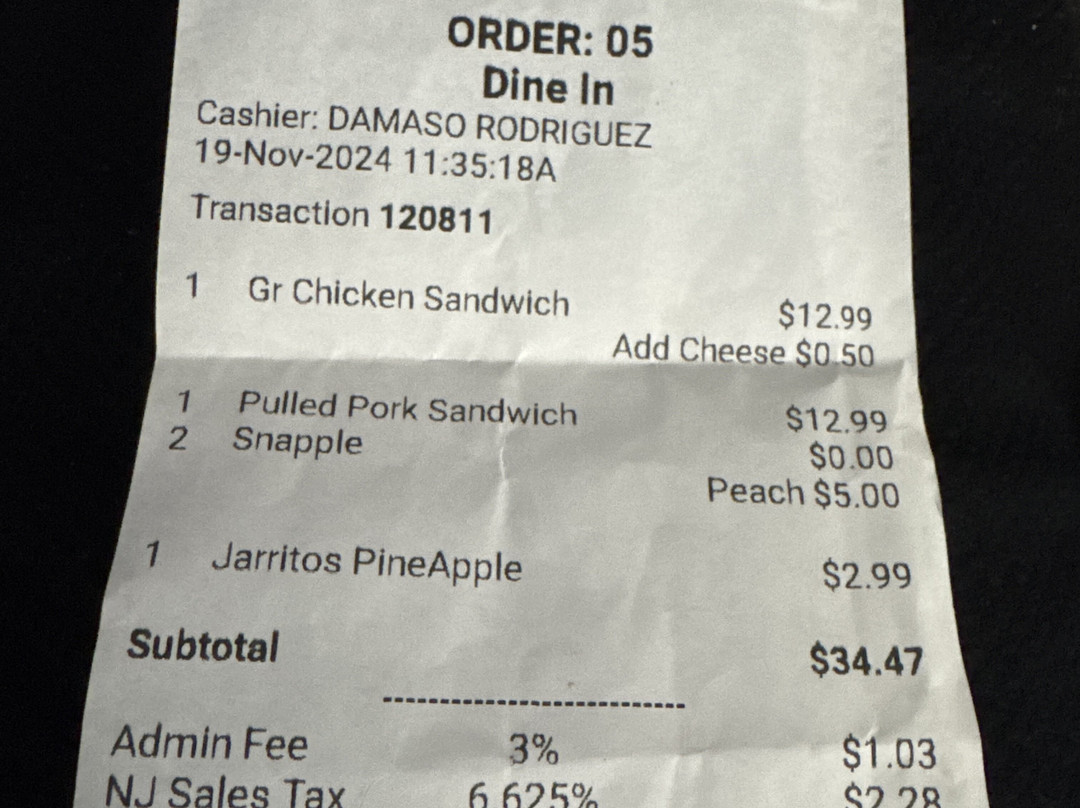 ORDER: 05
Dine In
Cashier: DAMASO RODRIGUEZ
19-Nov-2024 11:35:18A
Transaction 120811
1 Gr Chicken Sandwich $12.99
Add Cheese $0.50
1 Pulled Pork Sandwich $12.99
2 Snapple $0.00
Peach $5.00
1 Jarritos PineApple $2.99
Subtotal $34.47
--------------------------
Admin Fee 3% $1.03
NJ Sales Tax 6.625% $2.28